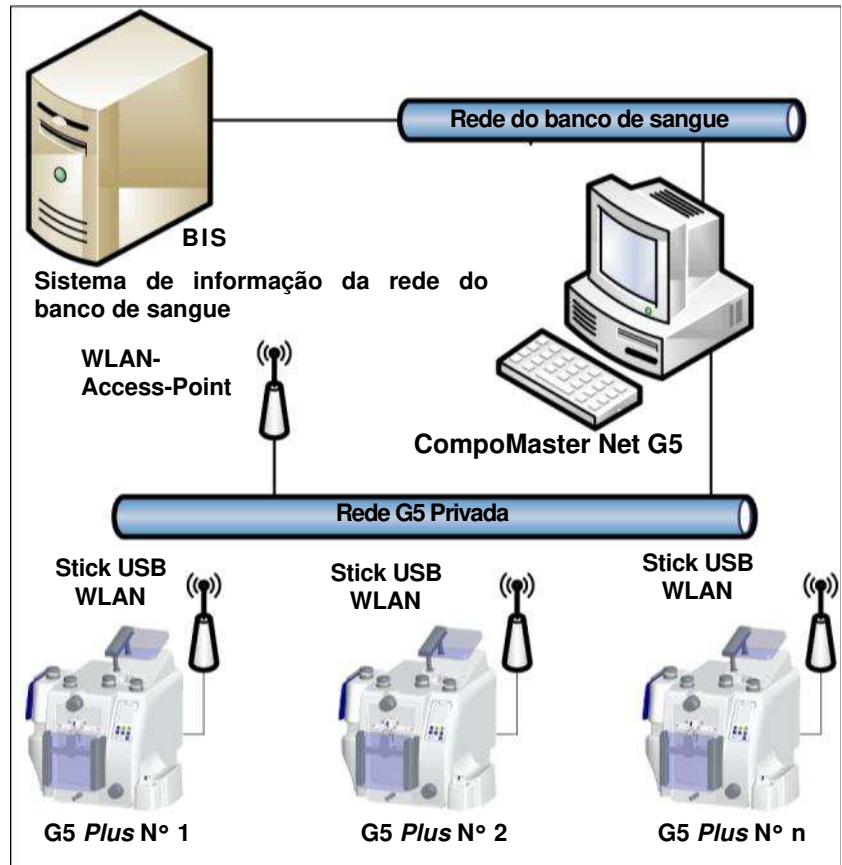 Rede do banco de sangue
BIS
Sistema de informação da rede do
banco de sangue
WLAN-
Access-Point
CompoMaster Net G5
Rede G5 Privada
Stick USB
WLAN
Stick USB
WLAN
Stick USB
WLAN
G5 Plus N° 1
G5 Plus N° 2
G5 Plus N° n